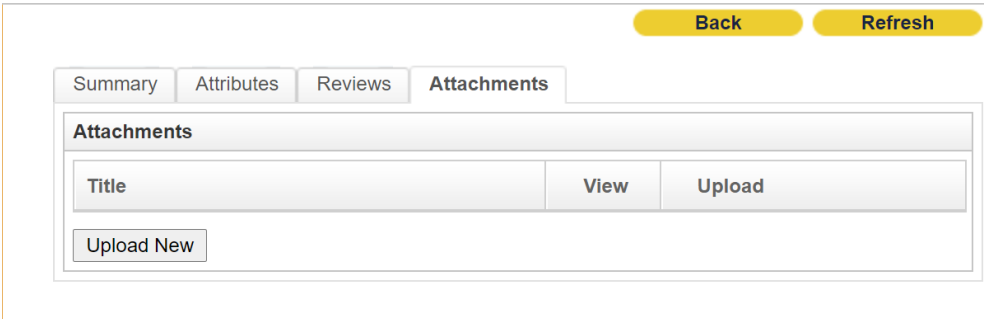 Back Refresh
Summary Attributes Reviews Attachments
Attachments
Title View Upload
Upload New